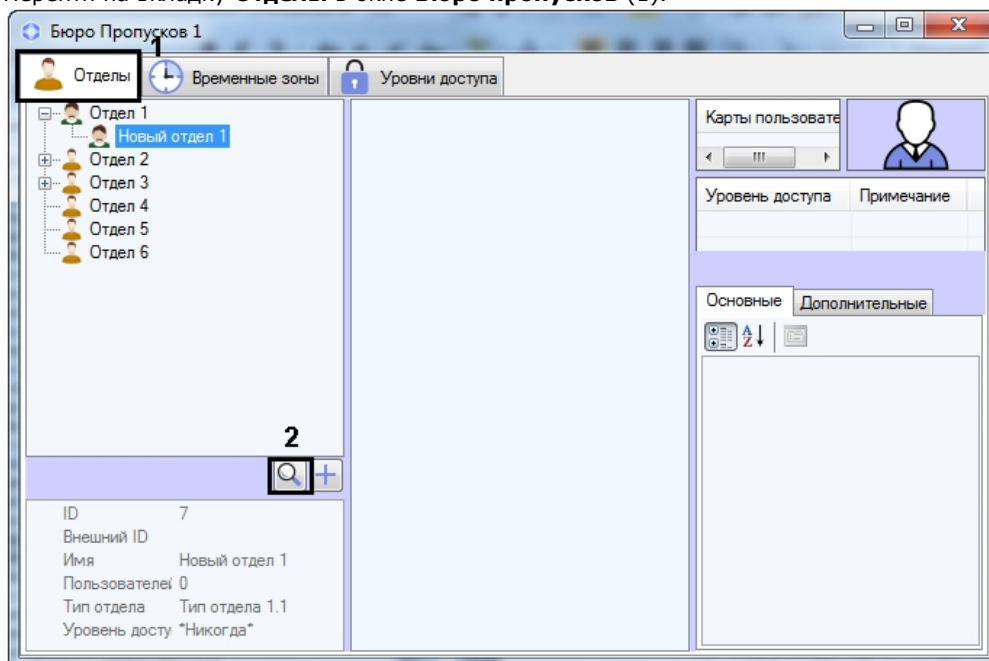 Перейти на вкладку Отделы в окне Бюро пропусков (1).
Бюро Пропусков 1
1
Отделы
Временные зоны
Уровни доступа
Отдел 1
Новый отдел 1
Отдел 2
Отдел 3
Отдел 4
Отдел 5
Отдел 6
2
ID 7
Внешний ID
Имя Новый отдел 1
Пользователей 0
Тип отдела Тип отдела 1.1
Уровень досту *Никогда*
Карты пользовате
Уровень доступа Примечание
Основные Дополнительные